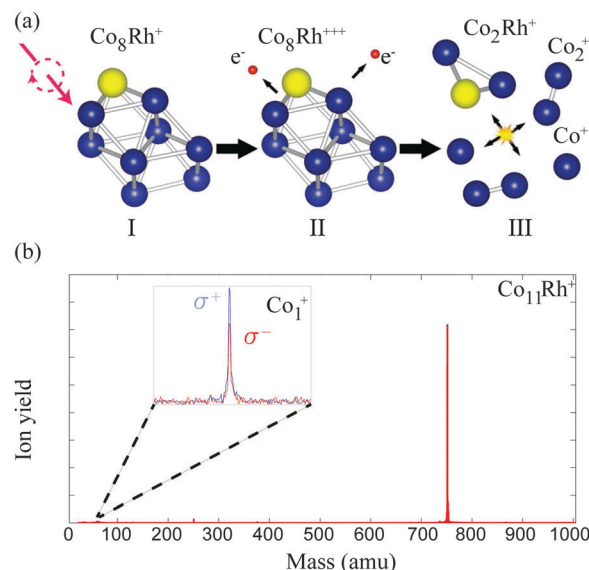 (a)
Co₈Rh⁺
Co₈Rh⁺⁺⁺
Co₂Rh⁺
Co₂⁺
e⁻
e⁻
Co⁺
I
II
III
(b)
Co₁₁Rh⁺
σ⁺
Co₁⁺
σ⁻
Ion yield
0 100 200 300 400 500 600 700 800 900 1000
Mass (amu)